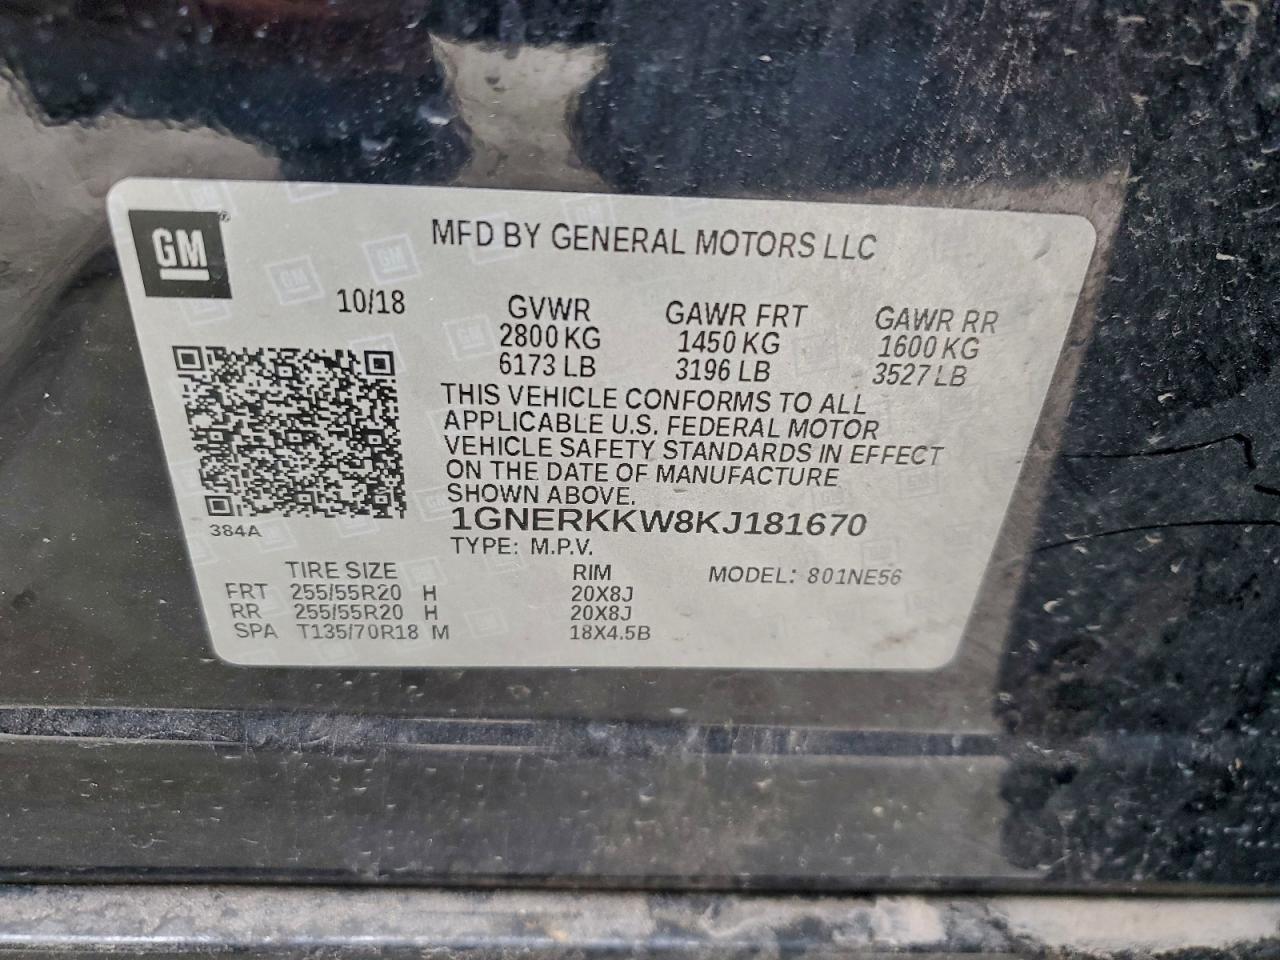 GM®
MFD BY GENERAL MOTORS LLC
10/18
GVWR GAWR FRT GAWR RR
2800 KG 1450 KG 1600 KG
6173 LB 3196 LB 3527 LB
THIS VEHICLE CONFORMS TO ALL
APPLICABLE U.S. FEDERAL MOTOR
VEHICLE SAFETY STANDARDS IN EFFECT
ON THE DATE OF MANUFACTURE
SHOWN ABOVE.
384A
1GNERKKW8KJ181670
TYPE: M.P.V.
TIRE SIZE RIM MODEL: 801NE56
FRT 255/55R20 H 20X8J
RR 255/55R20 H 20X8J
SPA T135/70R18 M 18X4.5B